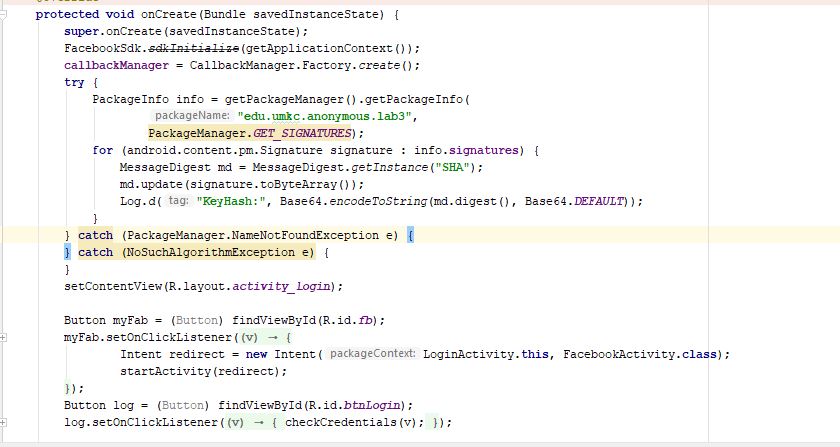 protected void onCreate(Bundle savedInstanceState) {
super.onCreate(savedInstanceState);
FacebookSdk.sdkInitialize(getApplicationContext());
callbackManager = CallbackManager.Factory.create();
try {
PackageInfo info = getPackageManager().getPackageInfo(
packageName: "edu.umkc.anonymous.lab3",
PackageManager.GET_SIGNATURES);
for (android.content.pm.Signature signature : info.signatures) {
MessageDigest md = MessageDigest.getInstance("SHA");
md.update(signature.toByteArray());
Log.d( tag: "KeyHash:", Base64.encodeToString(md.digest(), Base64.DEFAULT));
}
} catch (PackageManager.NameNotFoundException e) {
} catch (NoSuchAlgorithmException e) {
}
setContentView(R.layout.activity_login);
Button myFab = (Button) findViewById(R.id.fb);
myFab.setOnClickListener((v) → {
Intent redirect = new Intent( packageContext: LoginActivity.this, FacebookActivity.class);
startActivity(redirect);
});
Button log = (Button) findViewById(R.id.btnLogin);
log.setOnClickListener((v) → { checkCredentials(v); });